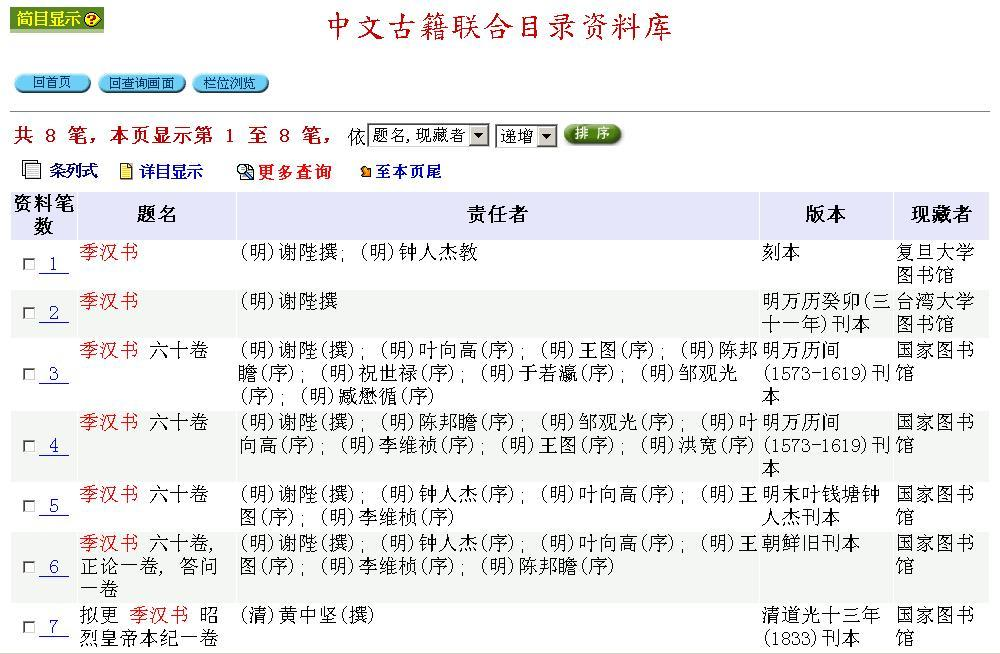 简目显示
中文古籍联合目录资料库
回首页 回查询画面 栏位浏览
共 8 笔，本页显示第 1 至 8 笔， 依 题名,现藏者 递增 排序
条列式 详目显示 更多查询 至本页尾
资料笔数 题名 责任者 版本 现藏者
1 季汉书 (明)谢陛撰; (明)钟人杰教 刻本 复旦大学
图书馆
2 季汉书 (明)谢陛撰 明万历癸卯(三 台湾大学
十一年)刊本 图书馆
3 季汉书 六十卷 (明)谢陛(撰); (明)叶向高(序); (明)王图(序); (明)陈邦 明万历间 国家图书
瞻(序); (明)祝世禄(序); (明)于若瀛(序); (明)邹观光 (1573-1619)刊 馆
(序); (明)臧懋循(序) 本
4 季汉书 六十卷 (明)谢陛(撰); (明)陈邦瞻(序); (明)邹观光(序); (明)叶 明万历间 国家图书
向高(序); (明)李维祯(序); (明)王图(序); (明)洪宽(序) (1573-1619)刊 馆
本
5 季汉书 六十卷 (明)谢陛(撰); (明)钟人杰(序); (明)叶向高(序); (明)王 明末叶钱塘钟 国家图书
图(序); (明)李维桢(序) 人杰刊本 馆
6 季汉书 六十卷, (明)谢陛(撰); (明)钟人杰(序); (明)叶向高(序); (明)王 朝鲜旧刊本 国家图书
正论一卷, 答问 图(序); (明)李维桢(序); (明)陈邦瞻(序) 馆
一卷
7 拟更 季汉书 昭 (清)黄中坚(撰) 清道光十三年 国家图书
烈皇帝本纪一卷 (1833)刊本 馆